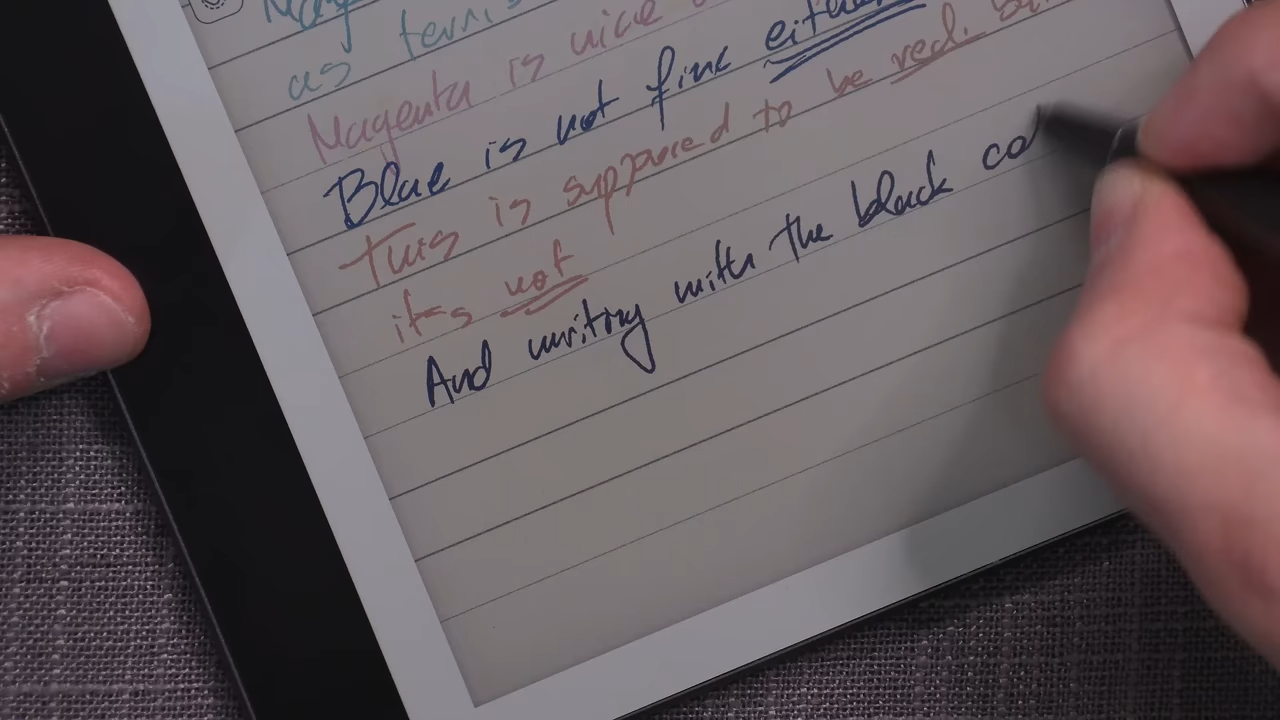 as
Magenta is nice
Blue is not fine either
This is supposed to be red. but
its not
And writing with the black co